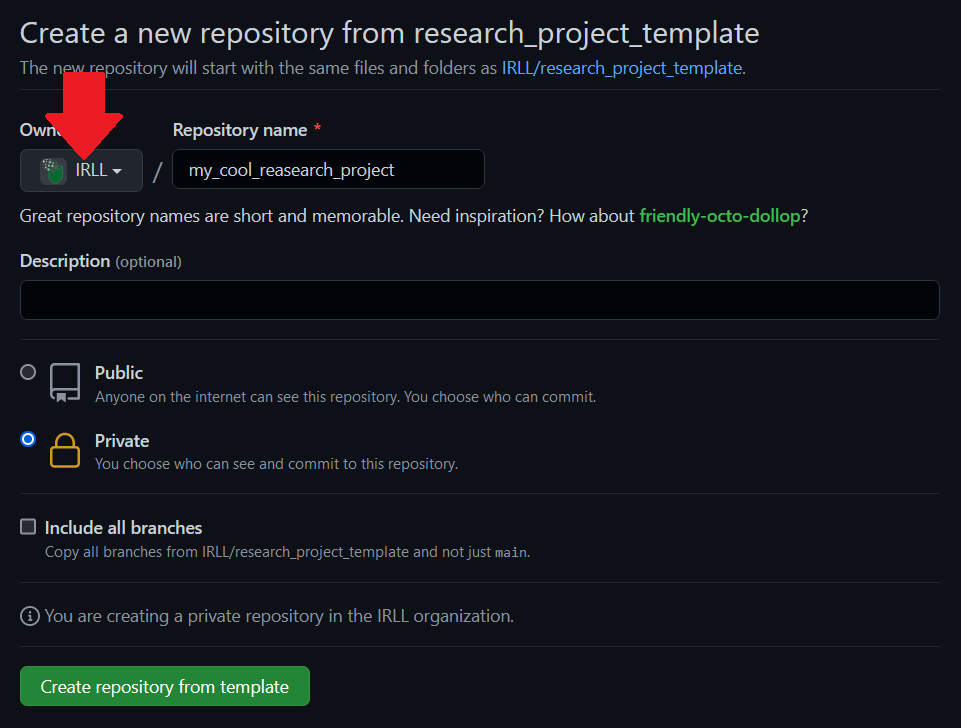 Create a new repository from research_project_template
The new repository will start with the same files and folders as IRLL/research_project_template.
Repository name *
IRLL / my_cool_reasearch_project
Great repository names are short and memorable. Need inspiration? How about friendly-octo-dollop?
Description (optional)
Public
Anyone on the internet can see this repository. You choose who can commit.
Private
You choose who can see and commit to this repository.
Include all branches
Copy all branches from IRLL/research_project_template and not just main.
You are creating a private repository in the IRLL organization.
Create repository from template